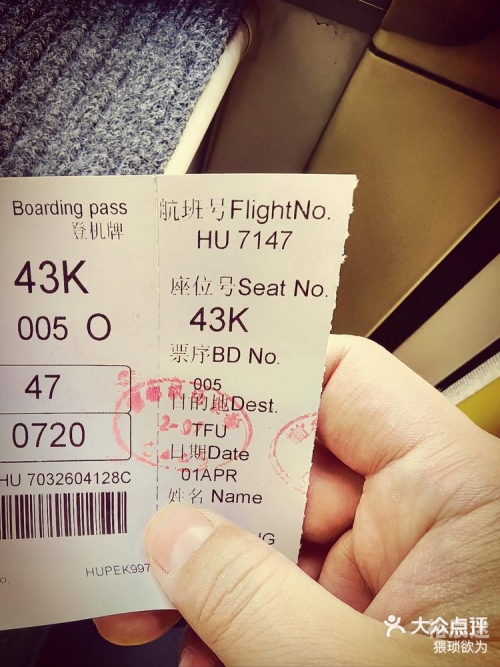 Boarding pass
登机牌
43K
005 O
47
0720
HU 7032604128C
HUPEK997
航班号FlightNo.
HU 7147
座位号Seat No.
43K
票序BD No.
005
目的地Dest.
TFU
日期Date
01APR
姓名 Name
大众点评
猥琐欲为